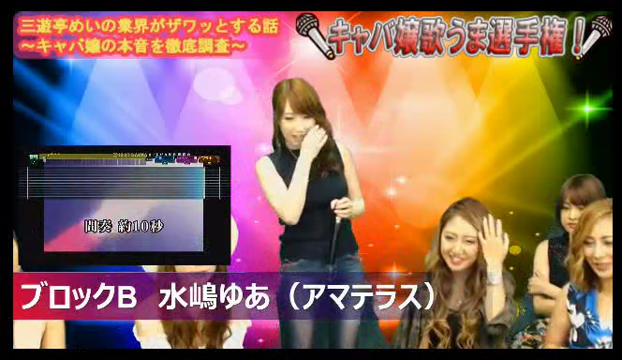 三遊亭めいの業界がザワッとする話
～キャバ嬢の本音を徹底調査～
キャバ嬢歌うま選手権！
間奏 約10秒
ブロックB 水嶋ゆあ（アマテラス）